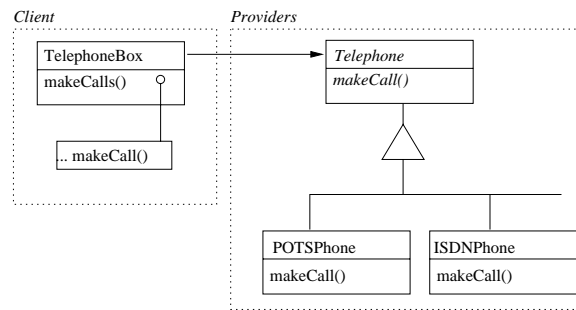 Client
Providers
TelephoneBox
makeCalls()
... makeCall()
Telephone
makeCall()
POTSPhone
makeCall()
ISDNPhone
makeCall()